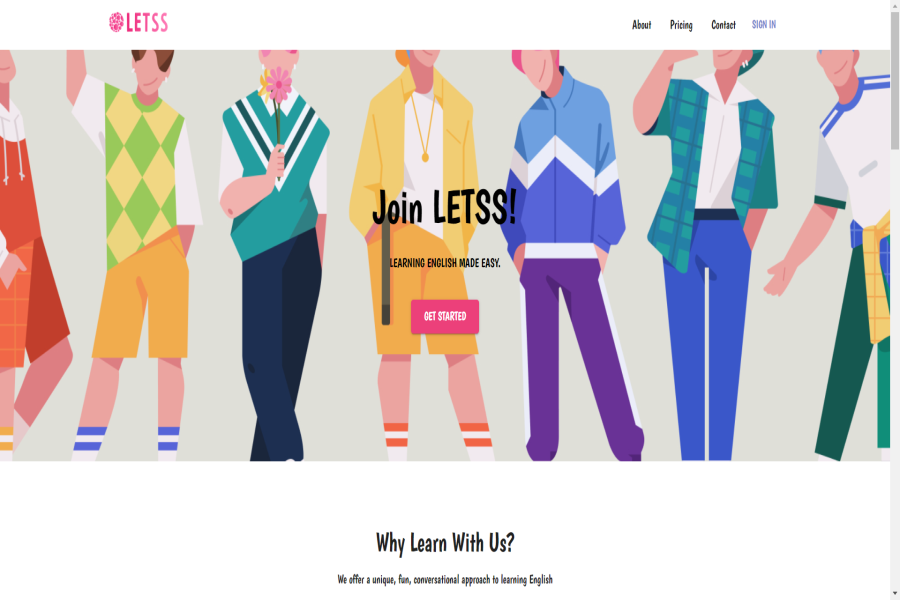 LETSS
About Pricing Contact SIGN IN
Join LETSS!
LEARNING ENGLISH MADE EASY.
GET STARTED
Why Learn With Us?
We offer a unique, fun, conversational approach to learning English